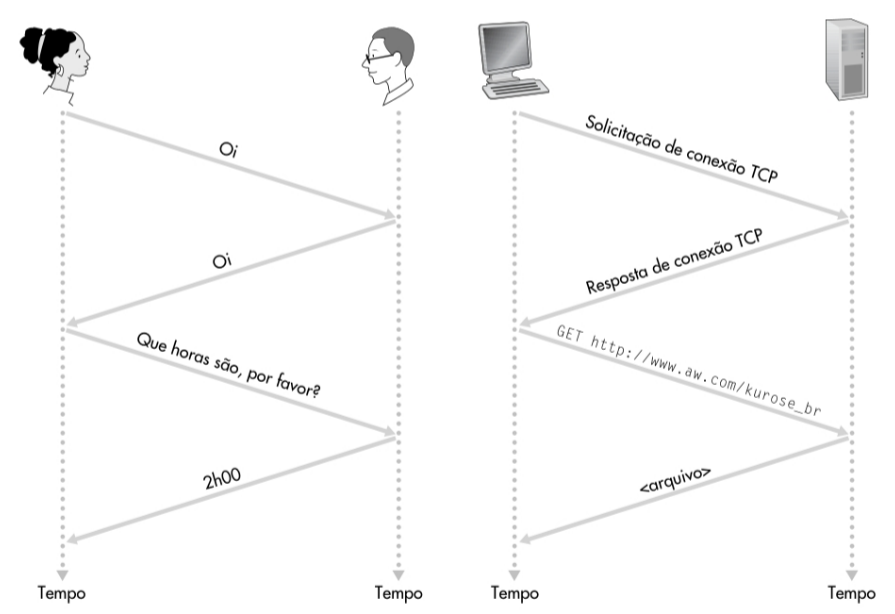 Oi
Oi
Que horas são, por favor?
2h00
Tempo
Tempo
Solicitação de conexão TCP
Resposta de conexão TCP
GET http://www.aw.com/kurose_br
<arquivo>
Tempo
Tempo